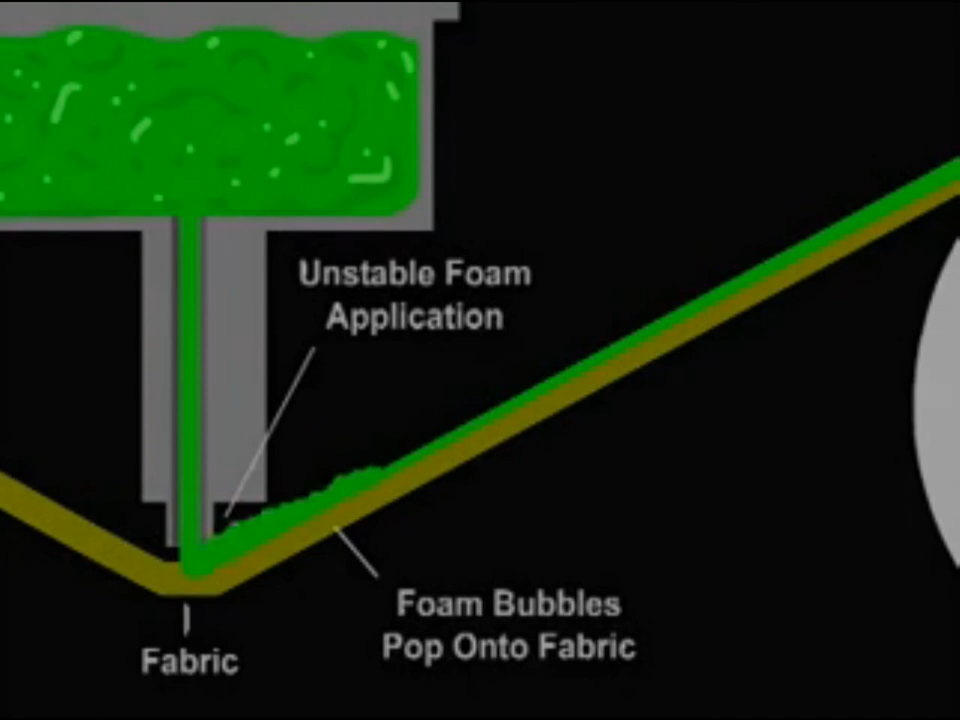 Unstable Foam
Application
Foam Bubbles
Pop Onto Fabric
Fabric